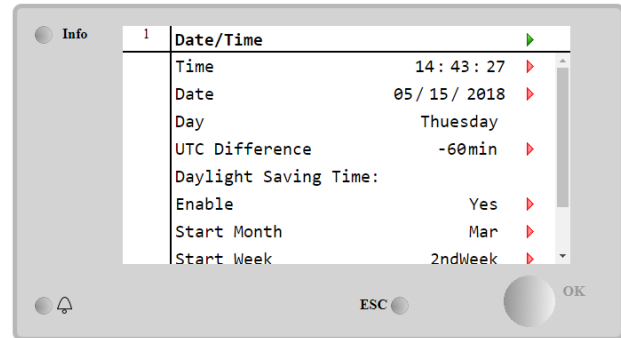 Info
1 Date/Time
Time 14:43:27
Date 05/15/2018
Day Thuesday
UTC Difference -60min
Daylight Saving Time:
Enable Yes
Start Month Mar
Start Week 2ndWeek
ESC
OK